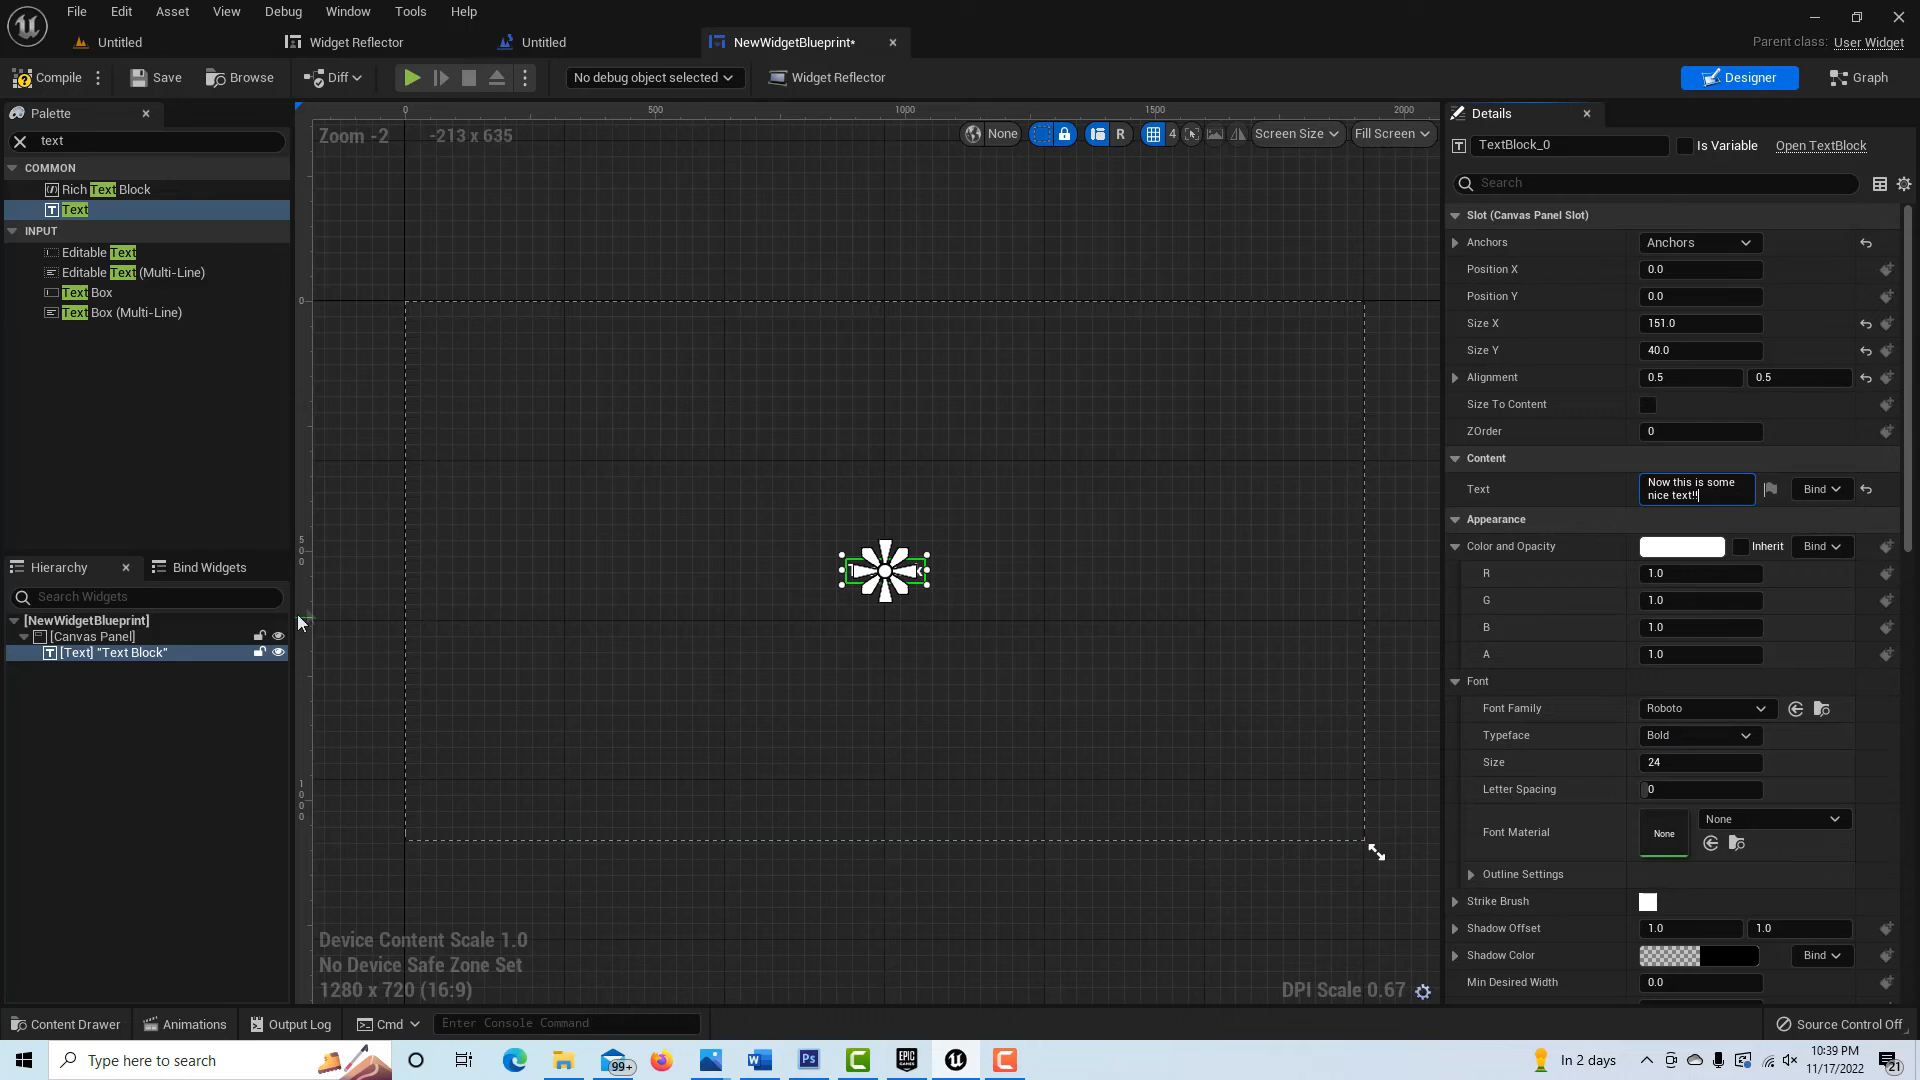 File Edit Asset View Debug Window Tools Help
Untitled Widget Reflector Untitled NewWidgetBlueprint*
Parent class: User Widget
Compile Save Browse Diff No debug object selected Widget Reflector Designer Graph
Palette
text
COMMON
Rich Text Block
Text
INPUT
Editable Text
Editable Text (Multi-Line)
Text Box
Text Box (Multi-Line)
Hierarchy Bind Widgets
Search Widgets
[NewWidgetBlueprint]
[Canvas Panel]
[Text] "Text Block"
0 500 1000 1500 2000
Zoom -2 -213 x 635
None R 4 Screen Size Fill Screen
0
5
0
0
1
0
0
0
Device Content Scale 1.0
No Device Safe Zone Set
1280 x 720 (16:9)
DPI Scale 0.67
Details
TextBlock_0 Is Variable Open TextBlock
Search
Slot (Canvas Panel Slot)
Anchors Anchors
Position X 0.0
Position Y 0.0
Size X 151.0
Size Y 40.0
Alignment 0.5 0.5
Size To Content
ZOrder 0
Content
Text Now this is some
nice text!! Bind
Appearance
Color and Opacity Inherit Bind
R 1.0
G 1.0
B 1.0
A 1.0
Font
Font Family Roboto
Typeface Bold
Size 24
Letter Spacing 0
Font Material None None
Outline Settings
Strike Brush
Shadow Offset 1.0 1.0
Shadow Color Bind
Min Desired Width 0.0
Content Drawer Animations Output Log Cmd Enter Console Command Source Control Off
Type here to search 99+ In 2 days 10:39 PM
11/17/2022 21